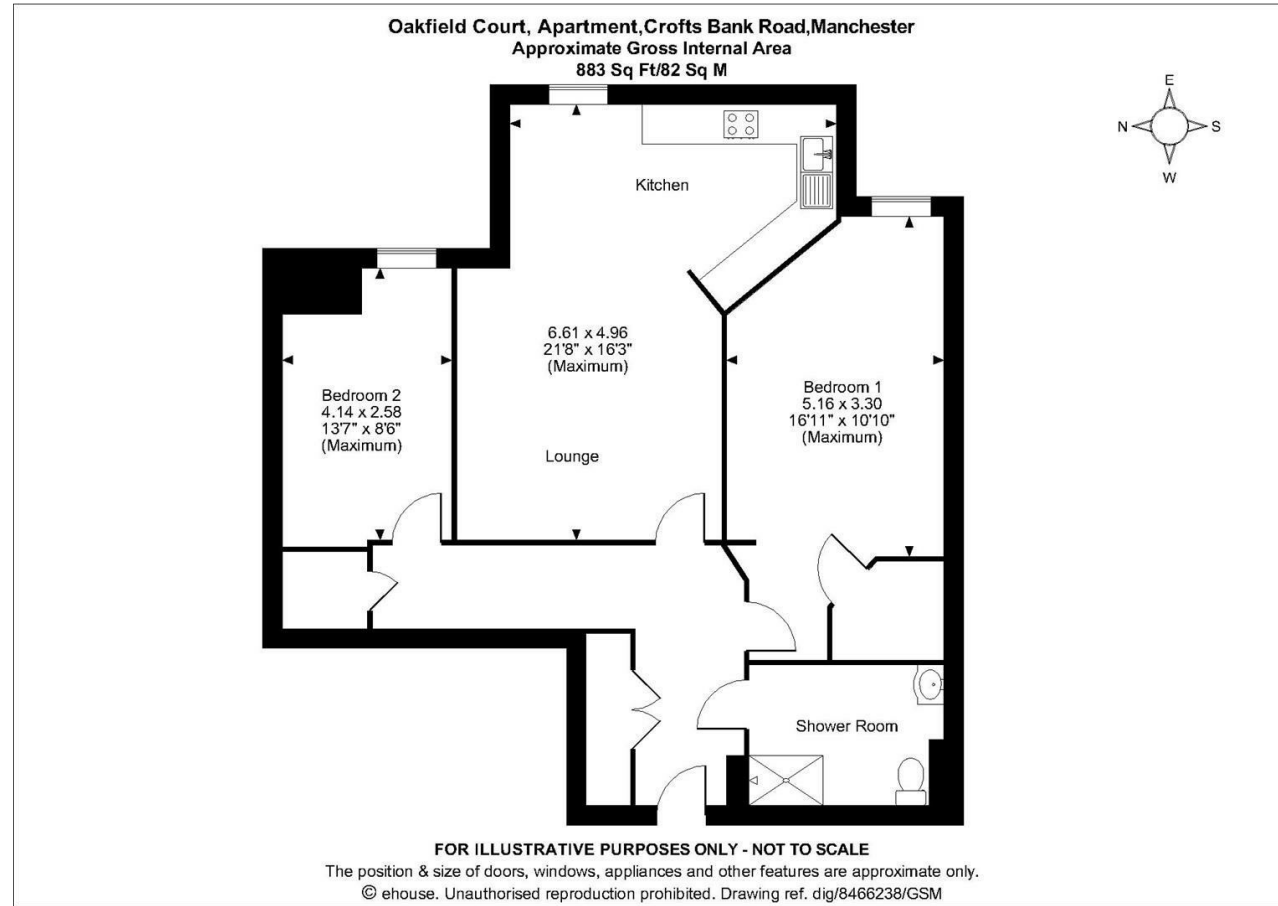 Oakfield Court, Apartment,Crofts Bank Road,Manchester
Approximate Gross Internal Area
883 Sq Ft/82 Sq M
E
N
S
W
Kitchen
6.61 x 4.96
21'8" x 16'3"
(Maximum)
Bedroom 1
5.16 x 3.30
16'11" x 10'10"
(Maximum)
Bedroom 2
4.14 x 2.58
13'7" x 8'6"
(Maximum)
Lounge
Shower Room
FOR ILLUSTRATIVE PURPOSES ONLY - NOT TO SCALE
The position & size of doors, windows, appliances and other features are approximate only.
© ehouse. Unauthorised reproduction prohibited. Drawing ref. dig/8466238/GSM